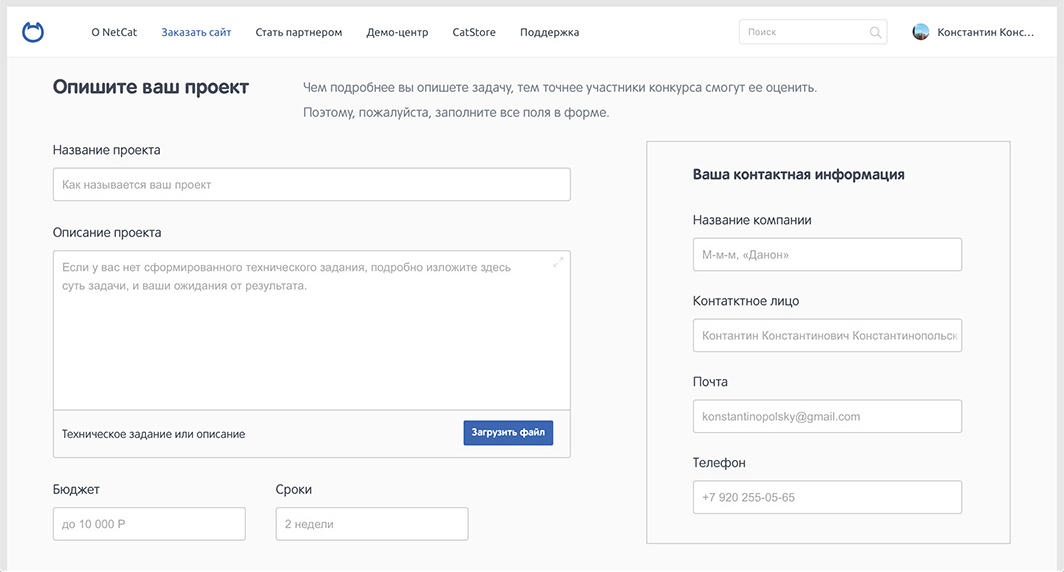 О NetCat Заказать сайт Стать партнером Демо-центр CatStore Поддержка Поиск Константин Конс...
Опишите ваш проект
Чем подробнее вы опишете задачу, тем точнее участники конкурса смогут ее оценить.
Поэтому, пожалуйста, заполните все поля в форме.
Название проекта
Как называется ваш проект
Описание проекта
Если у вас нет сформированного технического задания, подробно изложите здесь
суть задачи, и ваши ожидания от результата.
Техническое задание или описание Загрузить файл
Бюджет Сроки
до 10 000 Р 2 недели
Ваша контактная информация
Название компании
М-м-м, «Данон»
Контатктное лицо
Контантин Константинович Константинопольск
Почта
konstantinopolsky@gmail.com
Телефон
+7 920 255-05-65